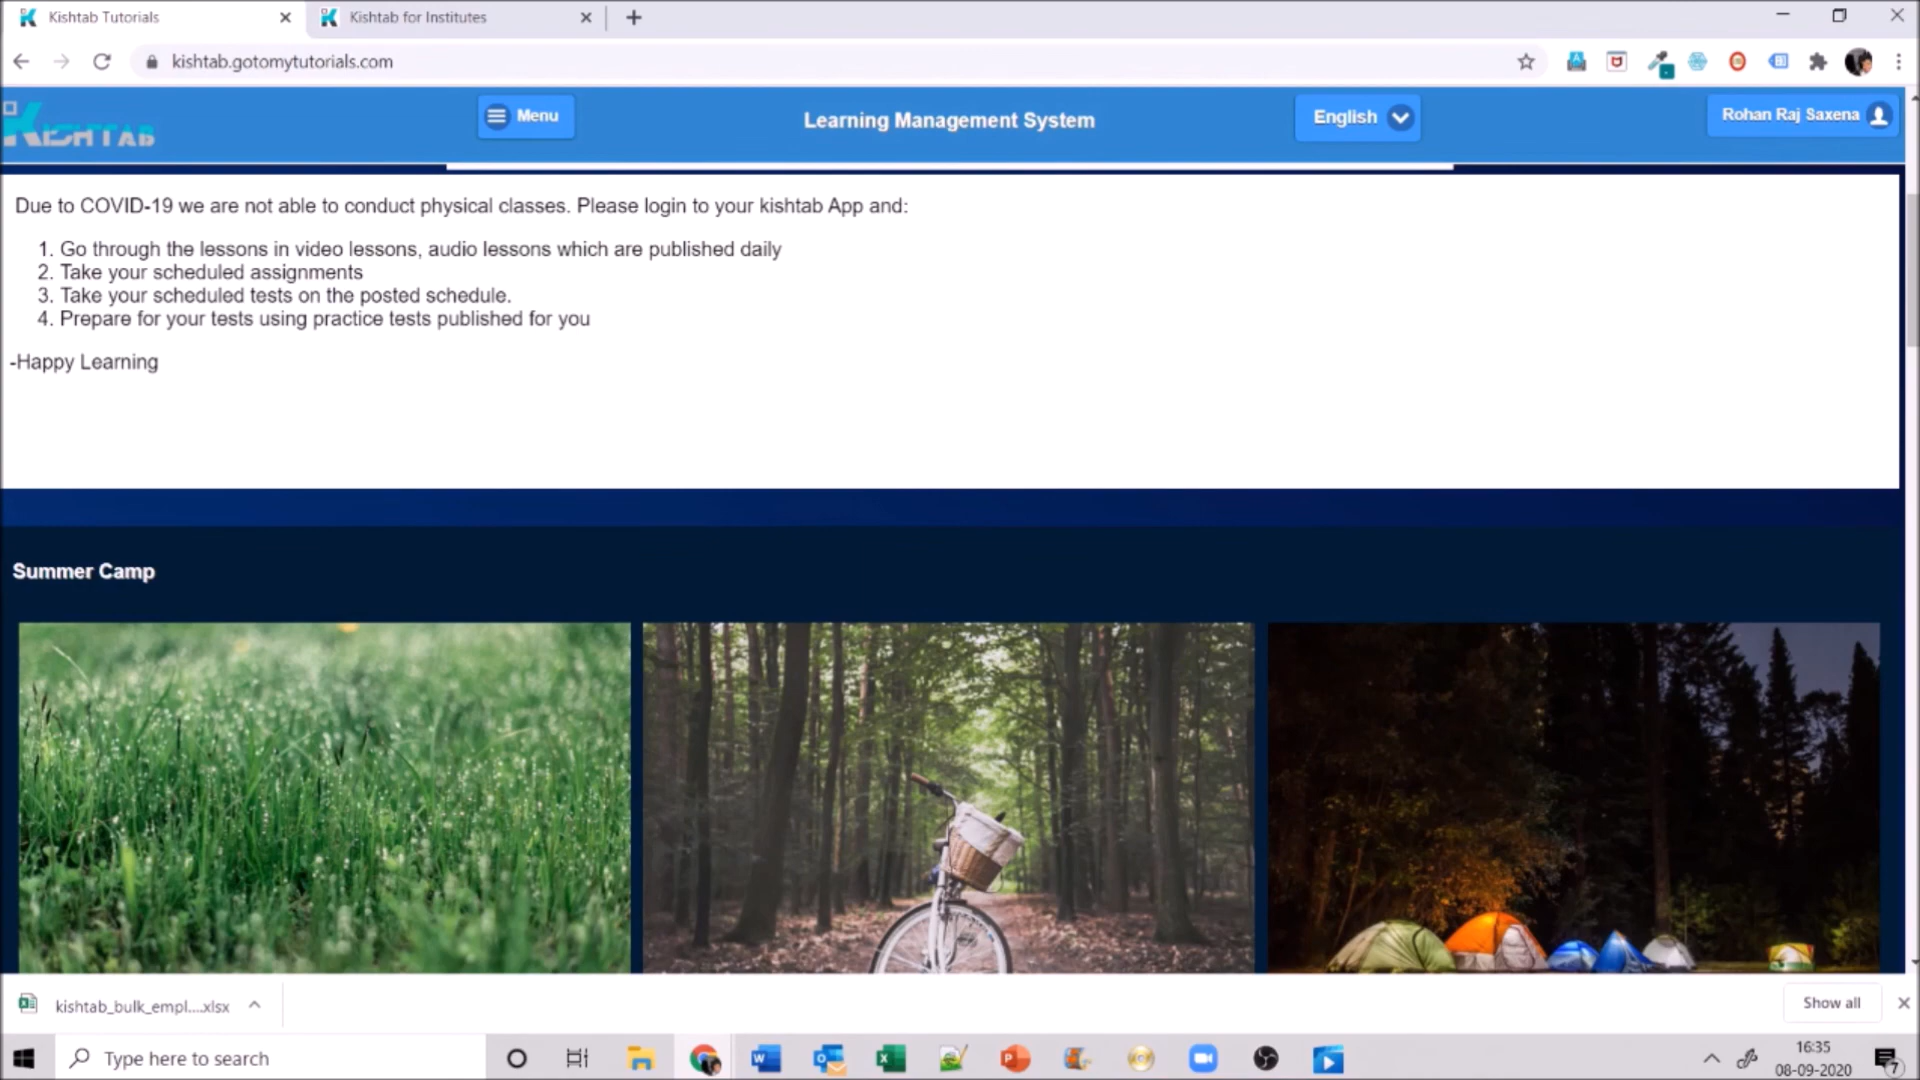 Kishtab Tutorials
Kishtab for Institutes
kishtab.gotomytutorials.com
KISHTAB
Menu
Learning Management System
English
Rohan Raj Saxena
Due to COVID-19 we are not able to conduct physical classes. Please login to your kishtab App and:
1. Go through the lessons in video lessons, audio lessons which are published daily
2. Take your scheduled assignments
3. Take your scheduled tests on the posted schedule.
4. Prepare for your tests using practice tests published for you
-Happy Learning
Summer Camp
kishtab_bulk_empl....xlsx
Show all
Type here to search
16:35
08-09-2020
7